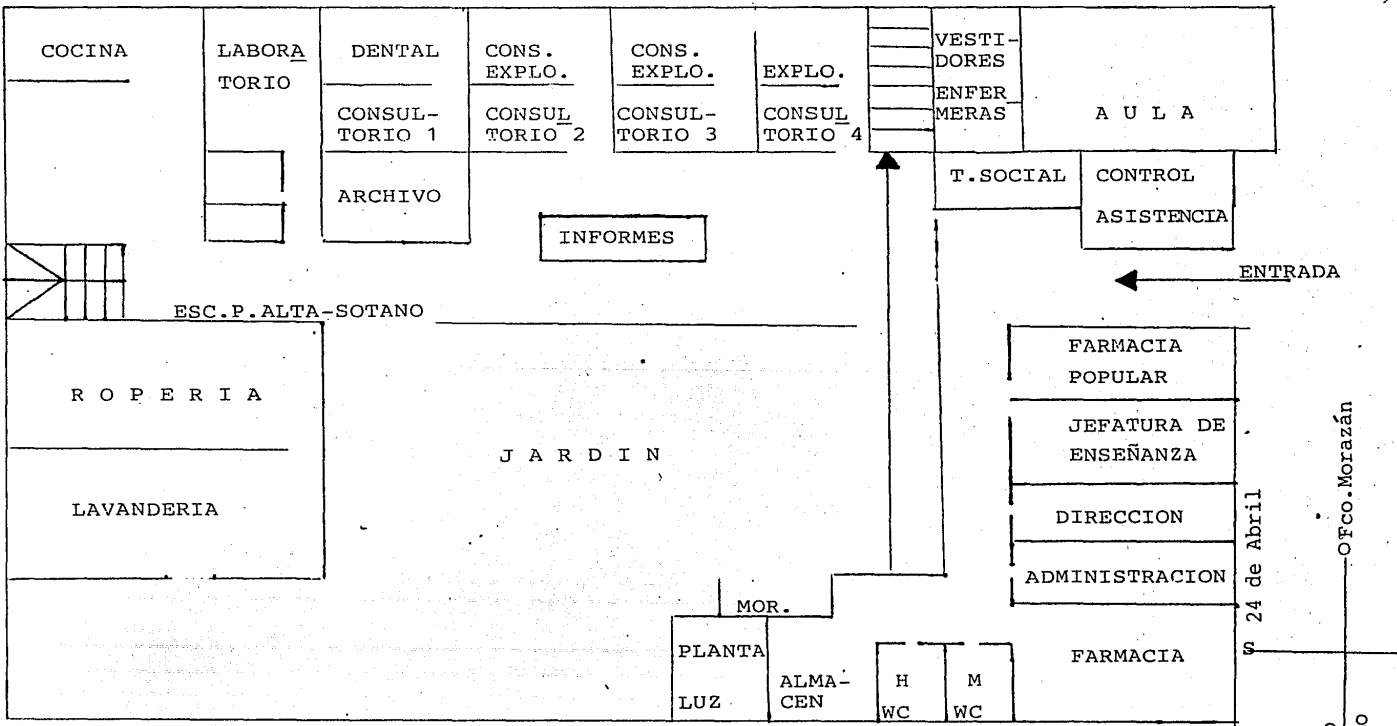 COCINA
LABORA
TORIO
DENTAL
CONSUL-
TORIO 1
CONS.
EXPLO.
CONSUL
TORIO 2
CONS.
EXPLO.
CONSUL-
TORIO 3
EXPLO.
CONSUL
TORIO 4
VESTI-
DORES
ENFER
MERAS
A U L A
ARCHIVO
INFORMES
T.SOCIAL
CONTROL
ASISTENCIA
ENTRADA
ESC.P.ALTA-SOTANO
R O P E R I A
LAVANDERIA
J A R D I N
FARMACIA
POPULAR
JEFATURA DE
ENSEÑANZA
DIRECCION
ADMINISTRACION
FARMACIA
MOR.
PLANTA
LUZ
ALMA-
CEN
H
WC
M
WC
24 de Abril
S
O Fco.Morazán